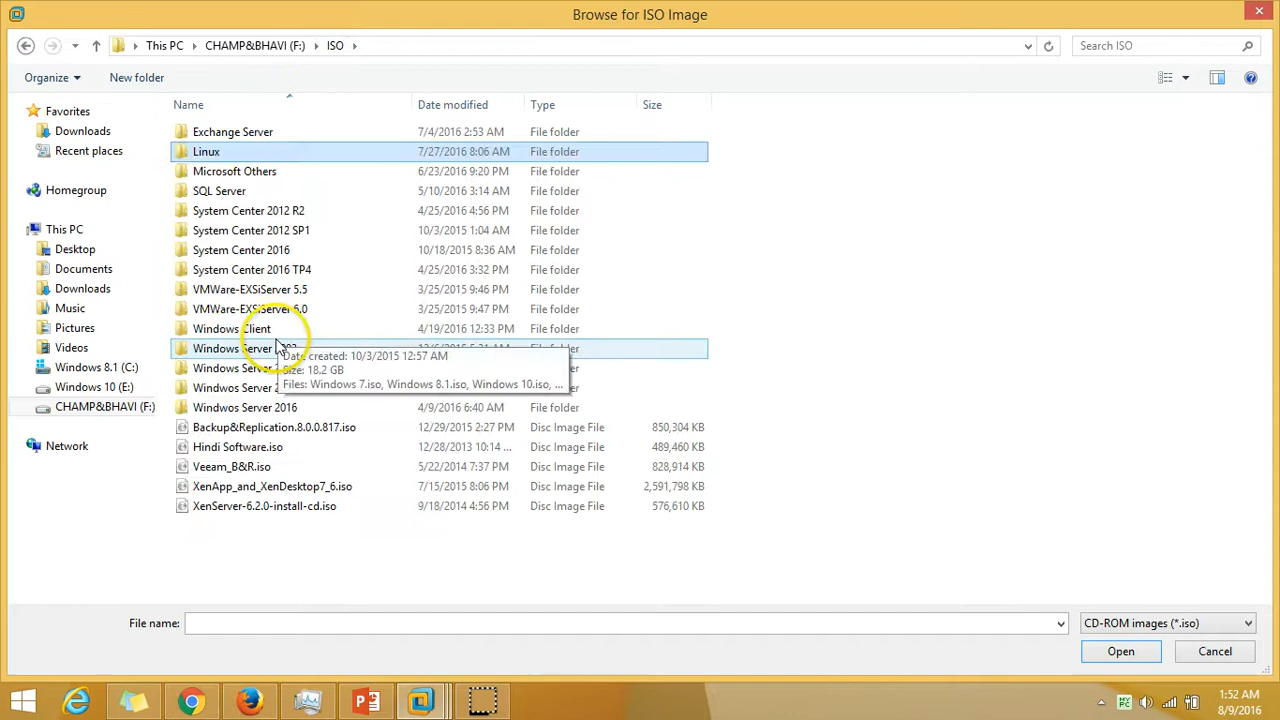 Browse for ISO Image
This PC CHAMP&BHAVI (F:) ISO
Search ISO
Organize New folder
Name Date modified Type Size
Favorites
Downloads
Recent places
Homegroup
This PC
Desktop
Documents
Downloads
Music
Pictures
Videos
Windows 8.1 (C:)
Windows 10 (E:)
CHAMP&BHAVI (F:)
Network
Exchange Server 7/4/2016 2:53 AM File folder
Linux 7/27/2016 8:06 AM File folder
Microsoft Others 6/23/2016 9:20 PM File folder
SQL Server 5/10/2016 3:14 AM File folder
System Center 2012 R2 4/25/2016 4:56 PM File folder
System Center 2012 SP1 10/3/2015 1:04 AM File folder
System Center 2016 10/18/2015 8:36 AM File folder
System Center 2016 TP4 4/25/2016 3:32 PM File folder
VMWare-EXSiServer 5.5 3/25/2015 9:46 PM File folder
VMWare-EXSiServer 6.0 3/25/2015 9:47 PM File folder
Windows Client 4/19/2016 12:33 PM File folder
Windows Server
Windows Server
Windows Server
Date created: 10/3/2015 12:57 AM
Size: 18.2 GB
Files: Windows 7.iso, Windows 8.1.iso, Windows 10.iso, ...
Windwos Server 2016 4/9/2016 6:40 AM File folder
Backup&Replication.8.0.0.817.iso 12/29/2015 2:27 PM Disc Image File 850,304 KB
Hindi Software.iso 12/28/2013 10:14 ... Disc Image File 489,460 KB
Veeam_B&R.iso 5/22/2014 7:37 PM Disc Image File 828,914 KB
XenApp_and_XenDesktop7_6.iso 7/15/2015 8:06 PM Disc Image File 2,591,798 KB
XenServer-6.2.0-install-cd.iso 9/18/2014 4:56 PM Disc Image File 576,610 KB
File name:
CD-ROM images (*.iso)
Open Cancel
1:52 AM
8/9/2016